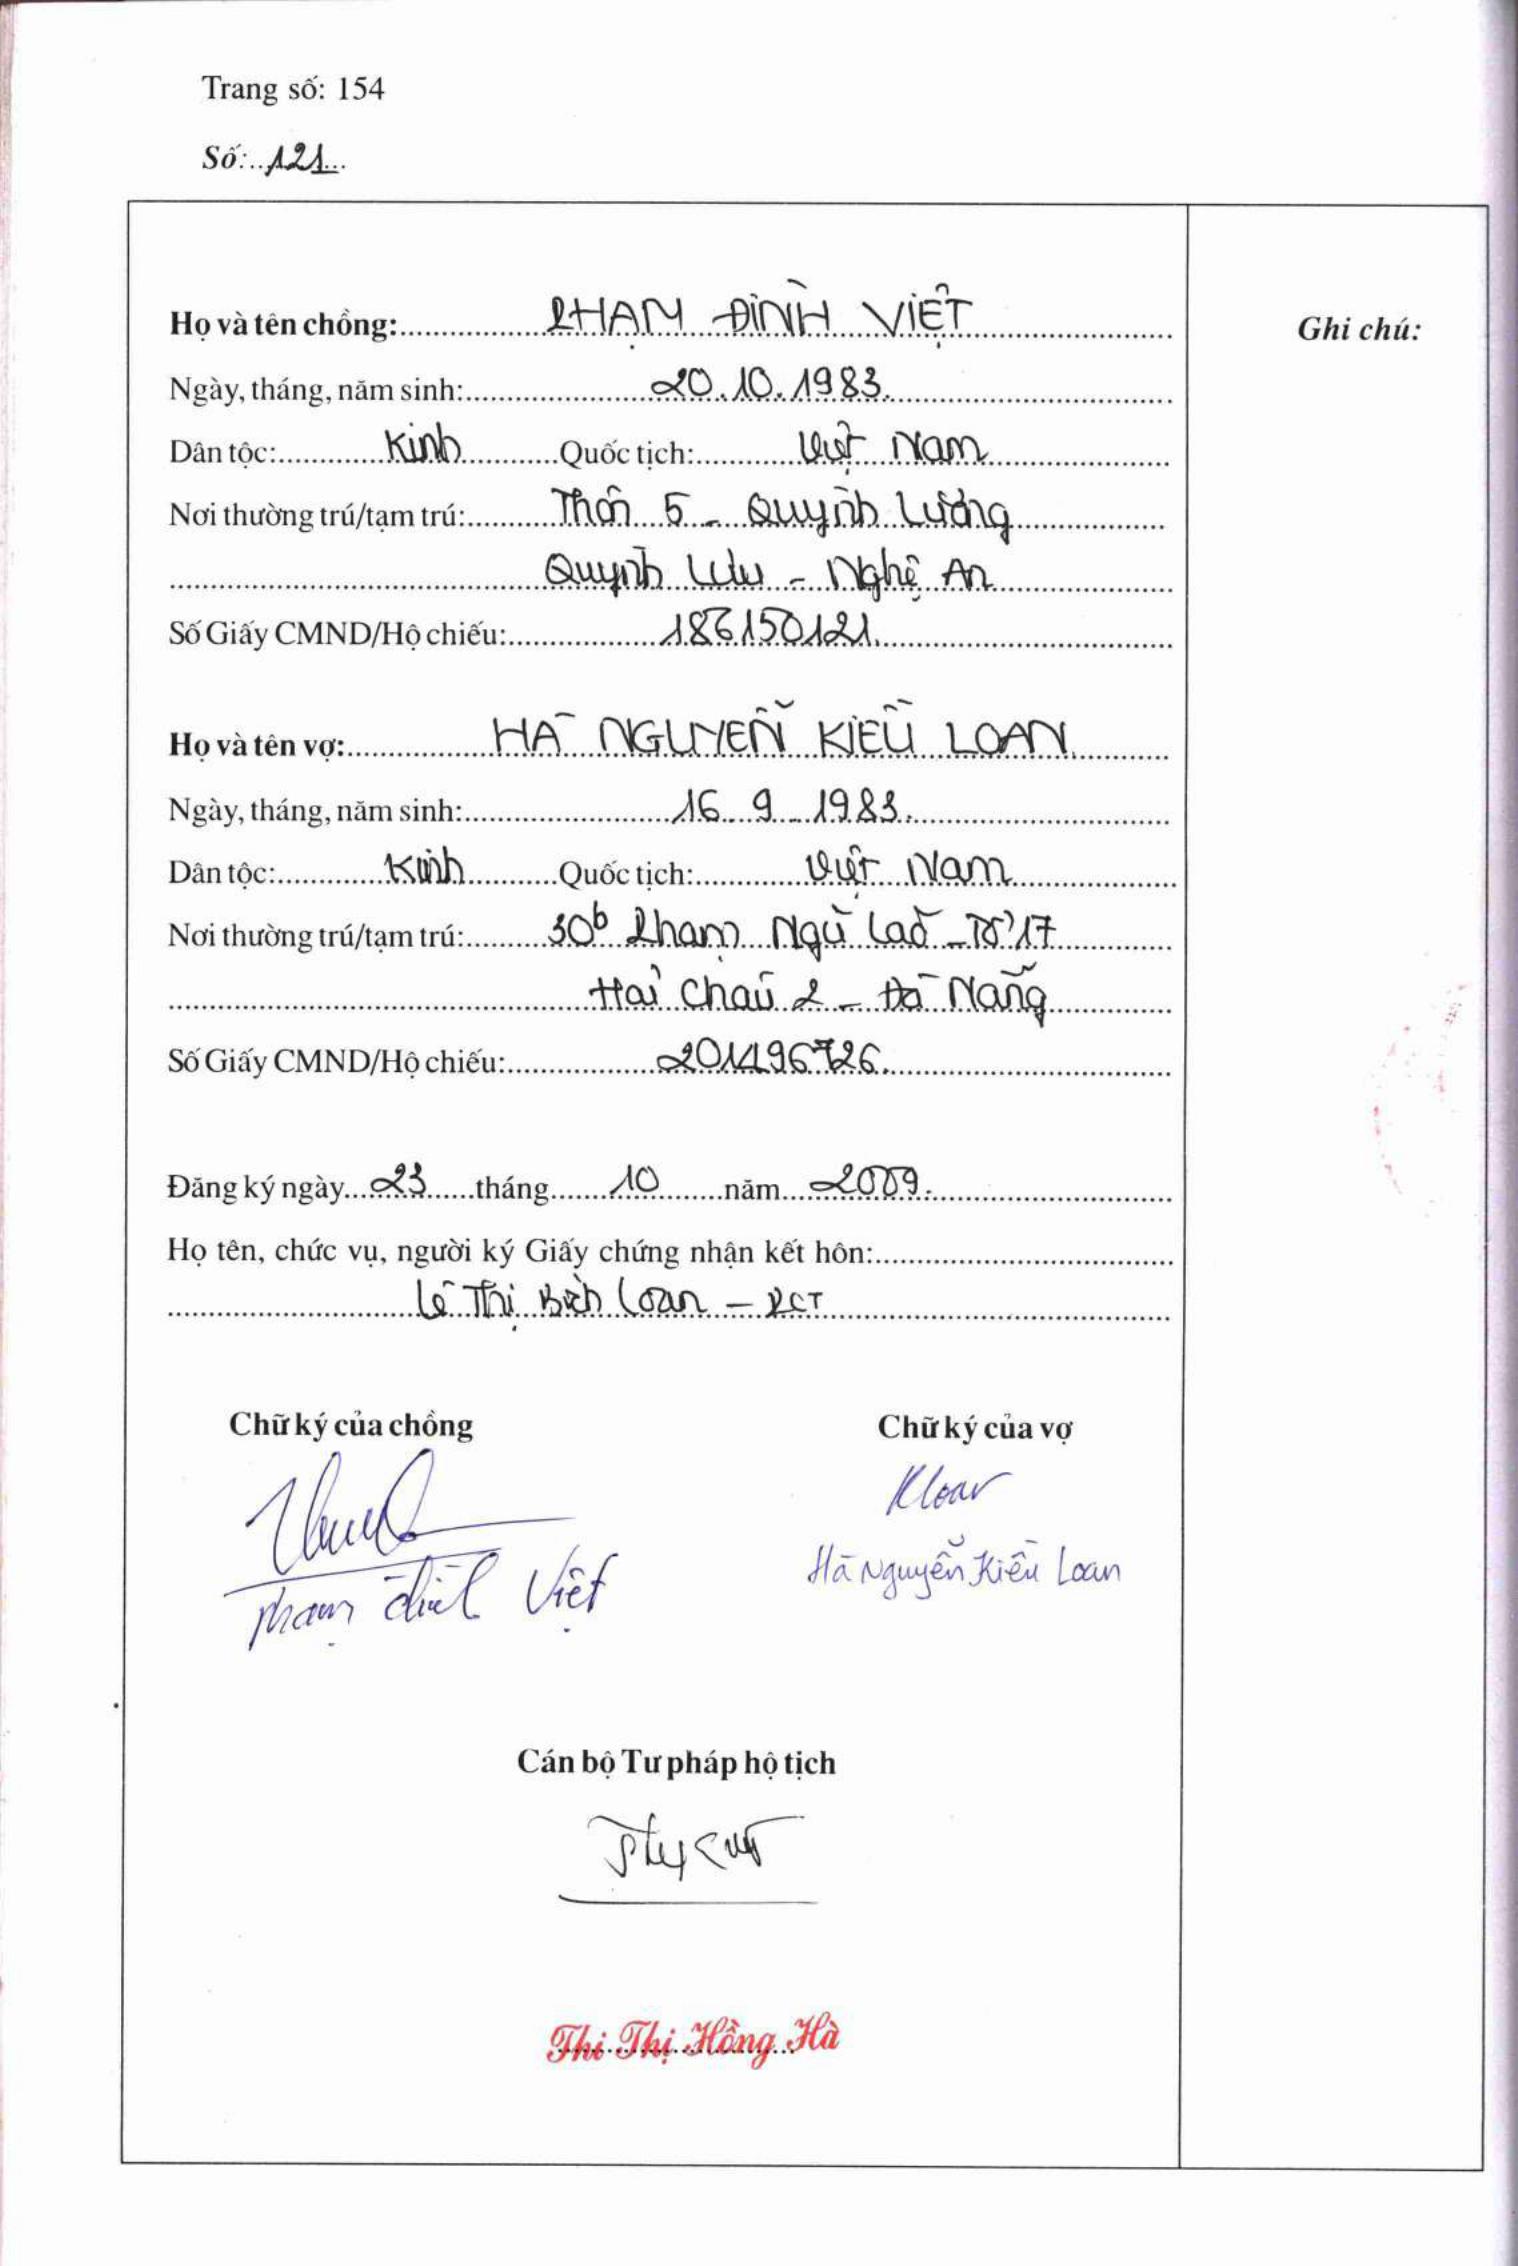 Trang số: 154
Số: 121
Họ và tên chồng: PHẠM ĐÌNH VIỆT
Ghi chú:
Ngày, tháng, năm sinh: 20.10.1983.
Dân tộc: Kinh Quốc tịch: Việt Nam
Nơi thường trú/tạm trú: Thôn 5 - Quỳnh Lương
Quỳnh Lưu - Nghệ An
Số Giấy CMND/Hộ chiếu: 186150121.
Họ và tên vợ: HÀ NGUYỄN KIỀU LOAN.
Ngày, tháng, năm sinh: 16 - 9 - 1983.
Dân tộc: Kinh Quốc tịch: Việt Nam
Nơi thường trú/tạm trú: 30b Phạm Ngũ Lão - Tổ 17
Hải Châu 2 - Đà Nẵng
Số Giấy CMND/Hộ chiếu: 201496726.
Đăng ký ngày 23 tháng 10 năm 2009.
Họ tên, chức vụ, người ký Giấy chứng nhận kết hôn:
Lê Thị Bích Loan - PCT
Chữ ký của chồng Chữ ký của vợ
KLoan
Phạm Đình Việt Hà Nguyễn Kiều Loan
Cán bộ Tư pháp hộ tịch
Thi Thị Hồng Hà